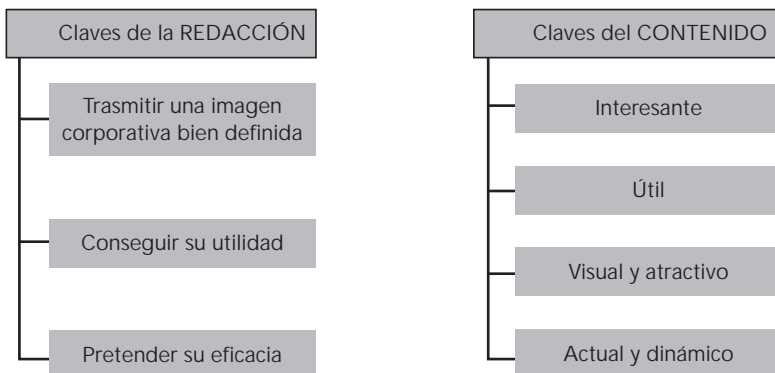 Claves de la REDACCIÓN
Trasmitir una imagen
corporativa bien definida
Conseguir su utilidad
Pretender su eficacia
Claves del CONTENIDO
Interesante
Útil
Visual y atractivo
Actual y dinámico